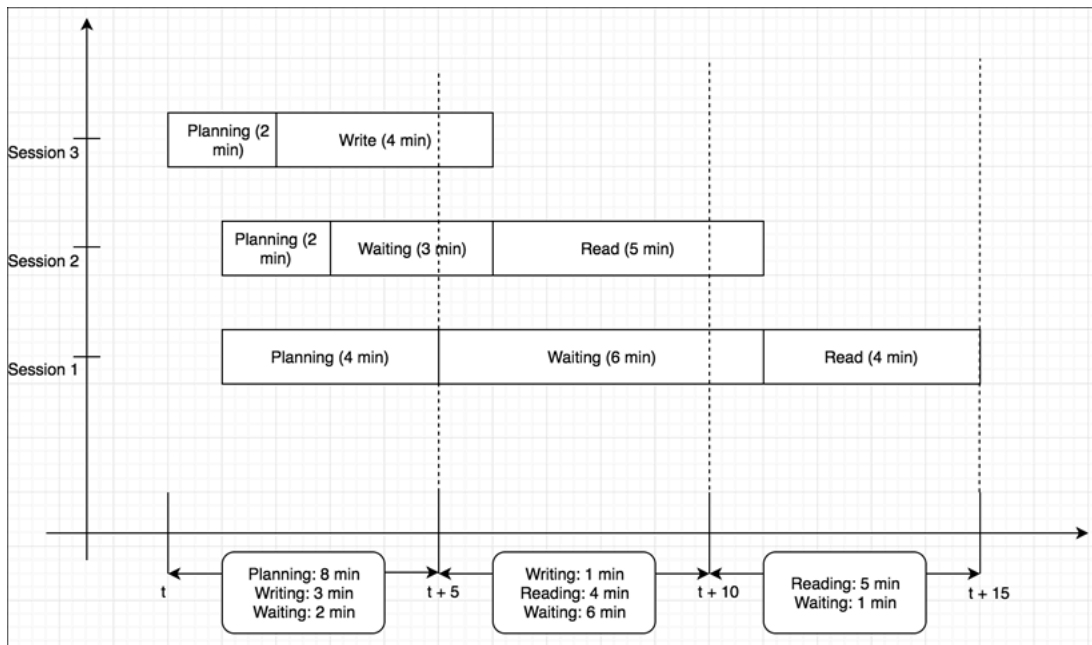 Planning (2
min)
Write (4 min)
Session 3
Planning (2
min)
Waiting (3 min)
Read (5 min)
Session 2
Planning (4 min)
Waiting (6 min)
Read (4 min)
Session 1
Planning: 8 min
Writing: 3 min
Waiting: 2 min
Writing: 1 min
Reading: 4 min
Waiting: 6 min
Reading: 5 min
Waiting: 1 min
t
t + 5
t + 10
t + 15